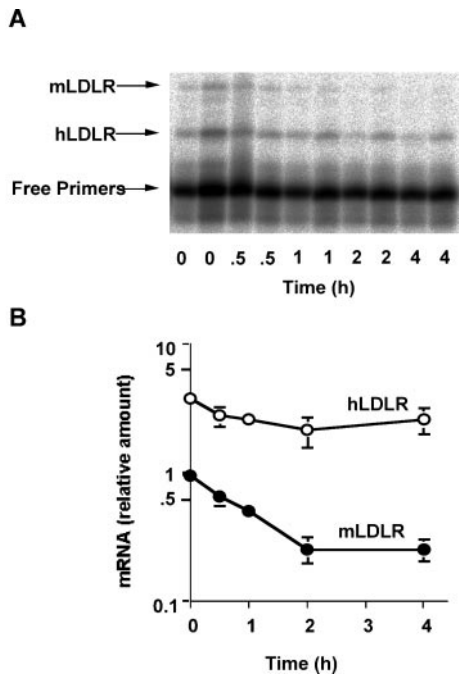 A
mLDLR
hLDLR
Free Primers
0 0 .5 .5 1 1 2 2 4 4
Time (h)
B
mRNA (relative amount)
10
5
1
.5
0.1
hLDLR
mLDLR
0 1 2 3 4
Time (h)